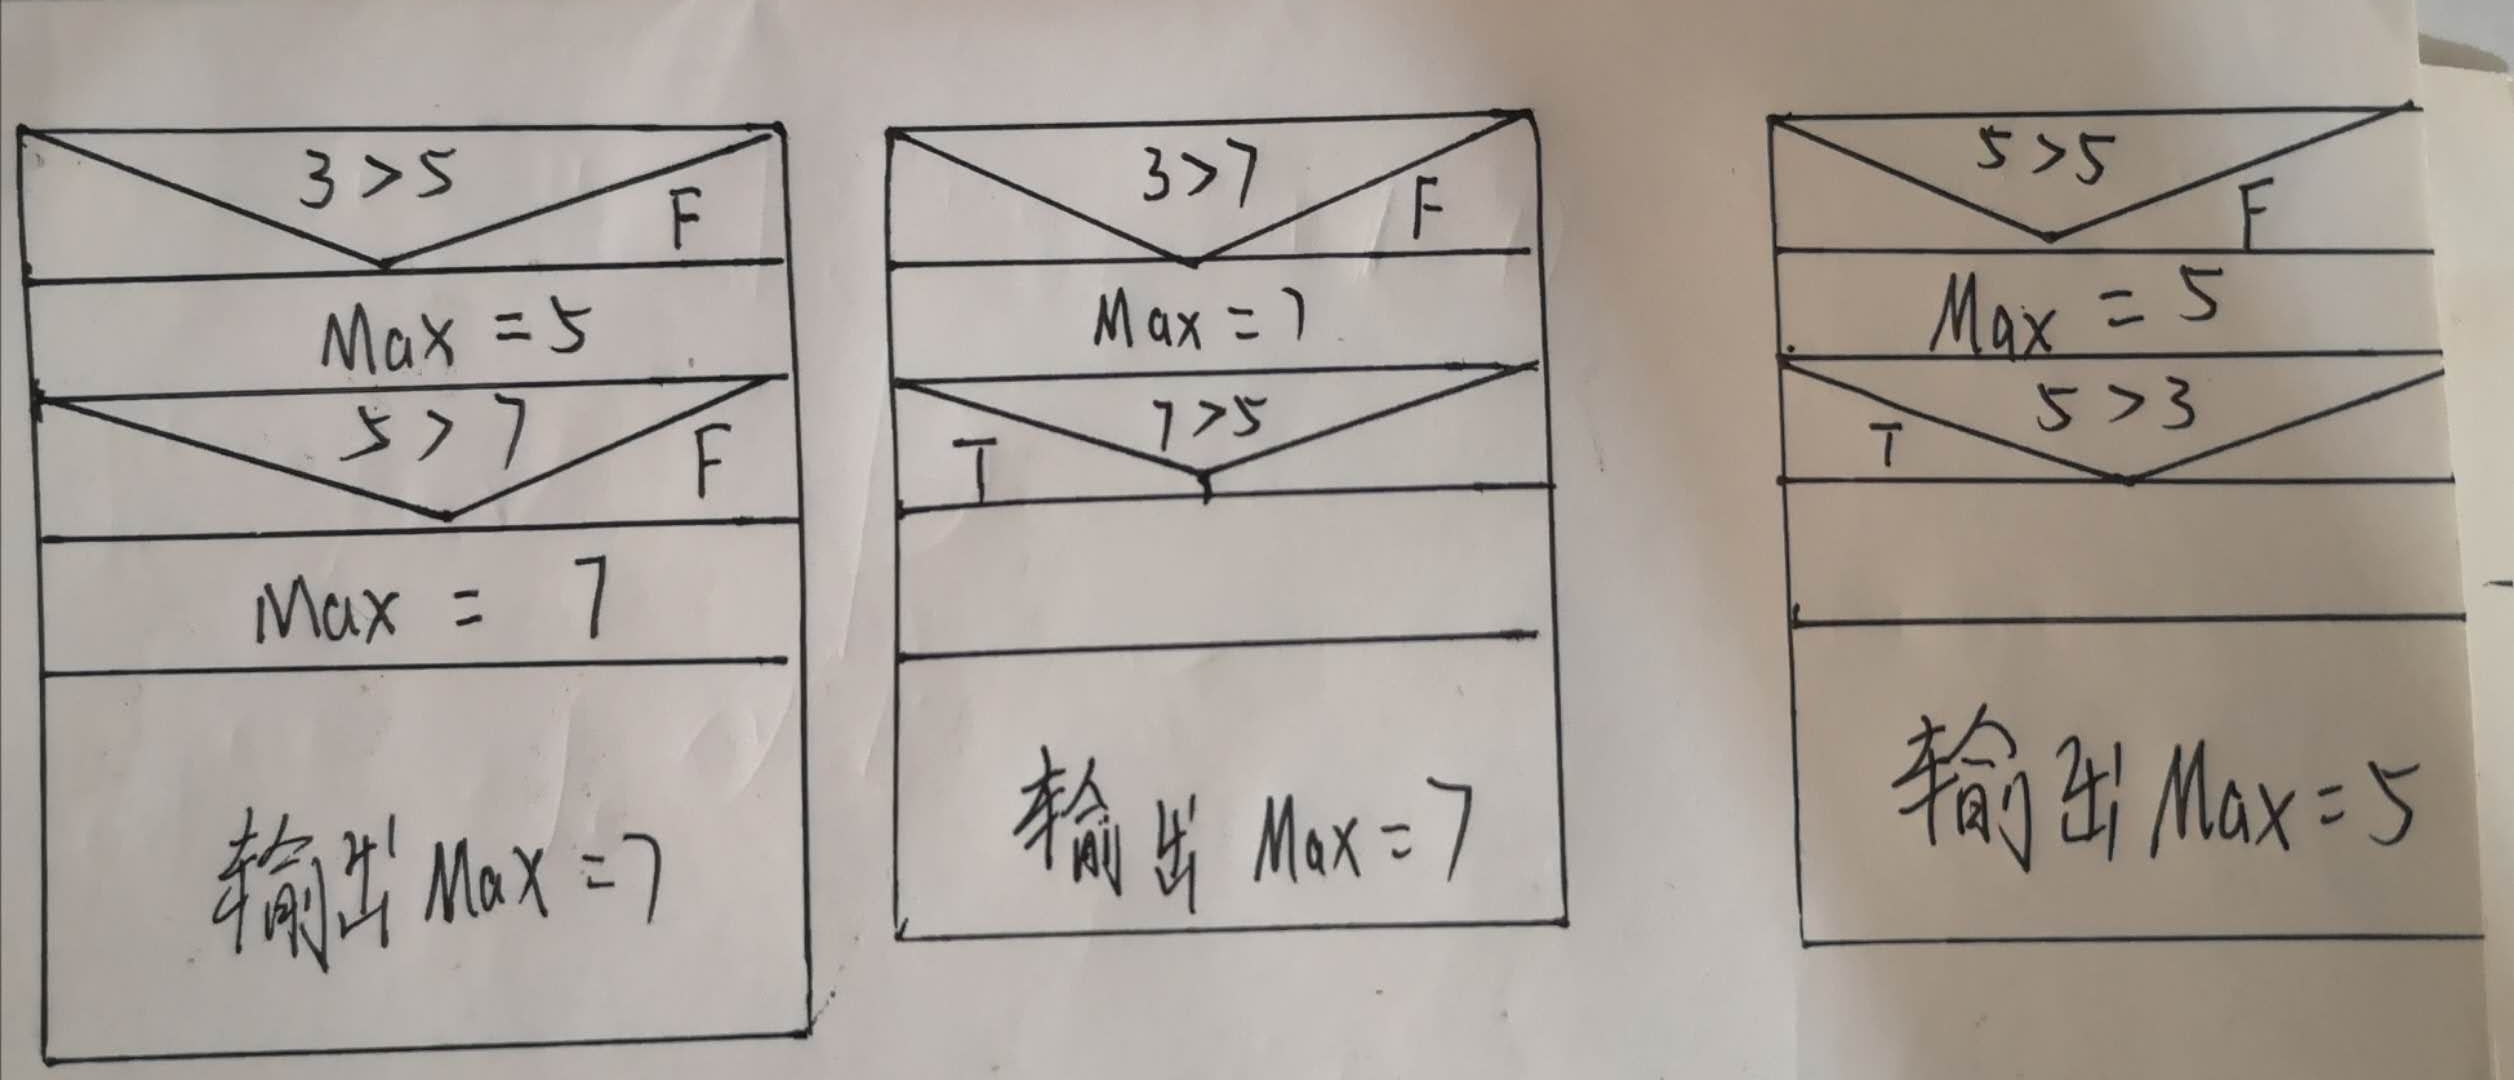 3 > 5
F
Max = 5
5 > 7
F
Max = 7
输出 Max = 7
3 > 7
F
Max = 7
7 > 5
T
输出 Max = 7
5 > 5
F
Max = 5
5 > 3
T
输出 Max = 5